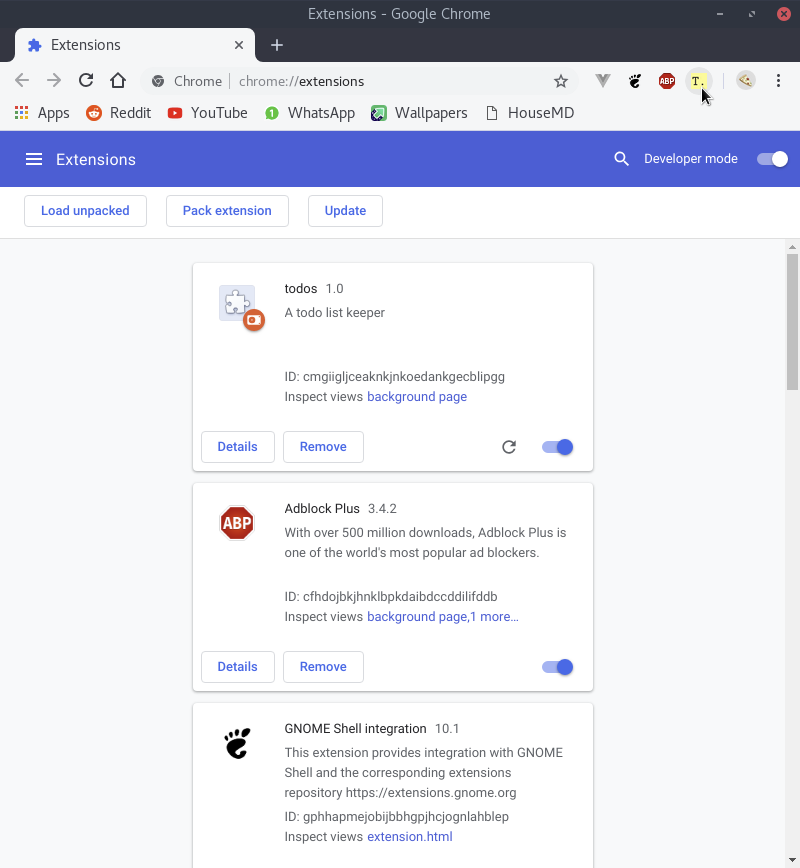 Extensions - Google Chrome
Extensions
Chrome chrome://extensions
ABP T.
Apps Reddit YouTube WhatsApp Wallpapers HouseMD
Extensions Developer mode
Load unpacked Pack extension Update
todos 1.0
A todo list keeper
ID: cmgiigljceaknkjnkoedankgecblipgg
Inspect views background page
Details Remove
ABP
Adblock Plus 3.4.2
With over 500 million downloads, Adblock Plus is
one of the world's most popular ad blockers.
ID: cfhdojbkjhnklbpkdaibdccddilifddb
Inspect views background page,1 more...
Details Remove
GNOME Shell integration 10.1
This extension provides integration with GNOME
Shell and the corresponding extensions
repository https://extensions.gnome.org
ID: gphhapmejobijbbhgpjhcjognlahblep
Inspect views extension.html